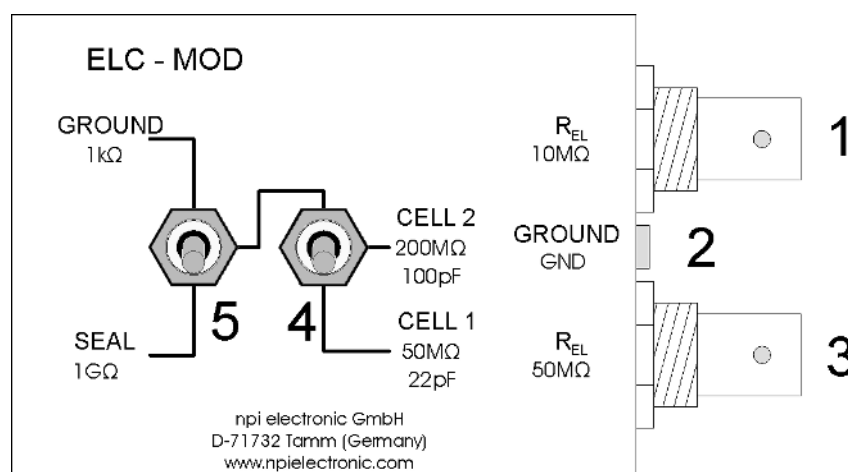 ELC - MOD
GROUND
1kΩ
5
SEAL
1GΩ
4
CELL 2
200MΩ
100pF
CELL 1
50MΩ
22pF
R_EL
10MΩ
1
GROUND
GND
2
R_EL
50MΩ
3
npi electronic GmbH
D-71732 Tamm (Germany)
www.npielectronic.com